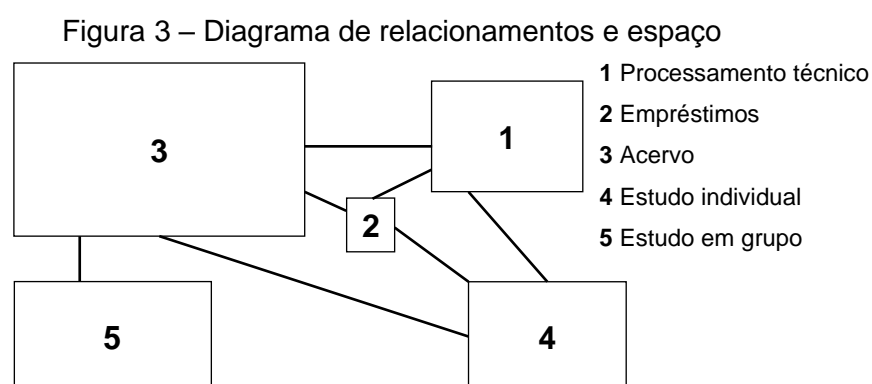 Figura 3 – Diagrama de relacionamentos e espaço
3
1
2
5
4
1 Processamento técnico
2 Empréstimos
3 Acervo
4 Estudo individual
5 Estudo em grupo